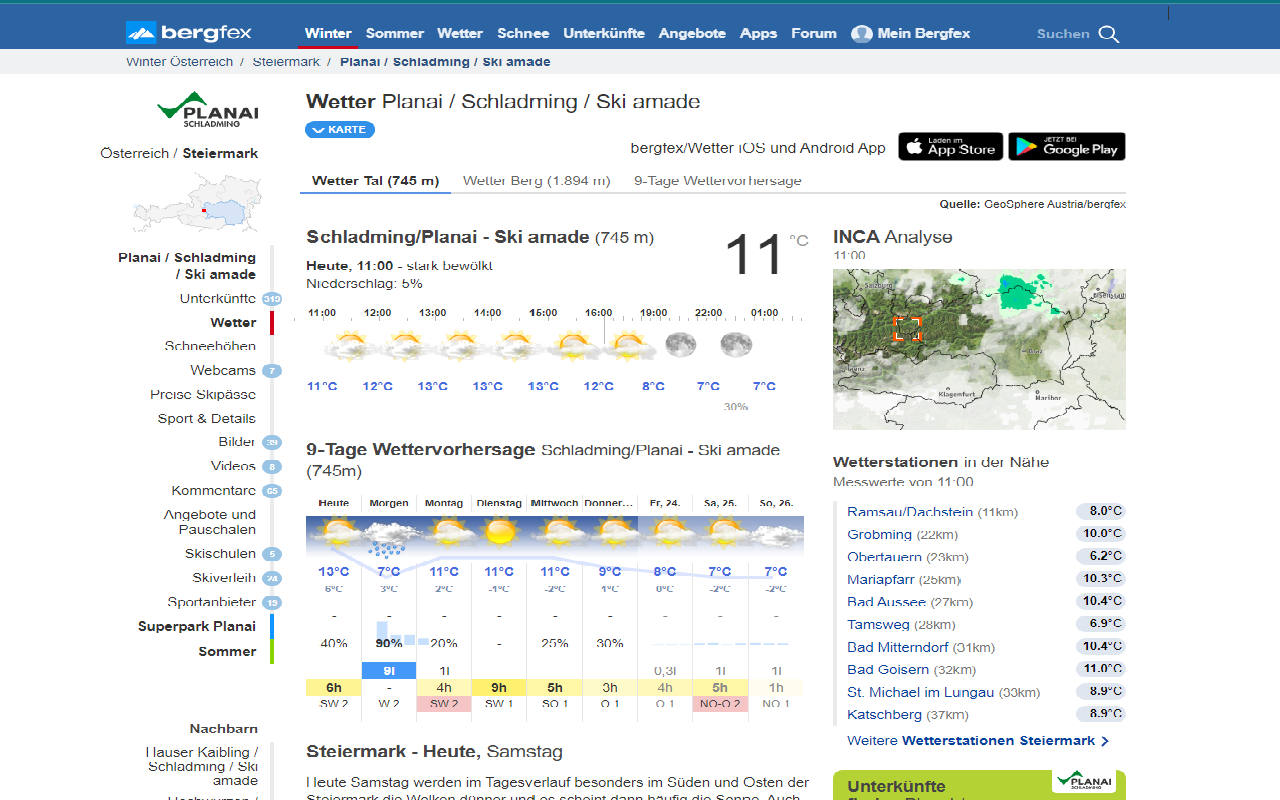 bergfex Winter Sommer Wetter Schnee Unterkünfte Angebote Apps Forum Mein Bergfex Suchen
Winter Österreich / Steiermark / Planai / Schladming / Ski amade
PLANAI
SCHLADMING
Österreich / Steiermark
Planai / Schladming
/ Ski amade
Unterkünfte 319
Wetter
Schneehöhen
Webcams 7
Preise Skipässe
Sport & Details
Bilder 39
Videos 8
Kommentare 65
Angebote und
Pauschalen
Skischulen 5
Skiverleih 24
Sportanbieter 19
Superpark Planai
Sommer
Nachbarn
Hauser Kaibling /
Schladming / Ski
amade
Hochwurzen /
Wetter Planai / Schladming / Ski amade
KARTE
bergfex/Wetter iOS und Android App
Laden im
App Store
JETZT BEI
Google Play
Wetter Tal (745 m) Wetter Berg (1.894 m) 9-Tage Wettervorhersage
Quelle: GeoSphere Austria/bergfex
Schladming/Planai - Ski amade (745 m)
11 °C
Heute, 11:00 - stark bewölkt
Niederschlag: 5%
11:00 12:00 13:00 14:00 15:00 16:00 19:00 22:00 01:00
11°C 12°C 13°C 13°C 13°C 12°C 8°C 7°C 7°C
30%
9-Tage Wettervorhersage Schladming/Planai - Ski amade
(745m)
Heute Morgen Montag Dienstag Mittwoch Donner... Fr, 24. Sa, 25. So, 26.
13°C 7°C 11°C 11°C 11°C 9°C 8°C 7°C 7°C
6°C 3°C 2°C -1°C -2°C 1°C 0°C -2°C -2°C
- - - - - -
40% 90% 20% - 25% 30%
9l 1l 0,3l 1l 1l
6h - 4h 9h 5h 3h 4h 5h 1h
SW 2 W 2 SW 2 SW 1 SO 1 O 1 O 1 NO-O 2 NO 1
Steiermark - Heute, Samstag
Heute Samstag werden im Tagesverlauf besonders im Süden und Osten der
Steiermark die Wolken dünner und es scheint dann häufig die Sonne. Auch
INCA Analyse
11:00
Salzburg
Eisenstadt
Graz
Klagenfurt
Maribor
Wetterstationen in der Nähe
Messwerte von 11:00
Ramsau/Dachstein (11km) 8.0°C
Gröbming (22km) 10.0°C
Obertauern (23km) 6.2°C
Mariapfarr (25km) 10.3°C
Bad Aussee (27km) 10.4°C
Tamsweg (28km) 6.9°C
Bad Mitterndorf (31km) 10.4°C
Bad Goisern (32km) 11.0°C
St. Michael im Lungau (33km) 8.9°C
Katschberg (37km) 8.9°C
Weitere Wetterstationen Steiermark
Unterkünfte
PLANAI
SCHLADMING